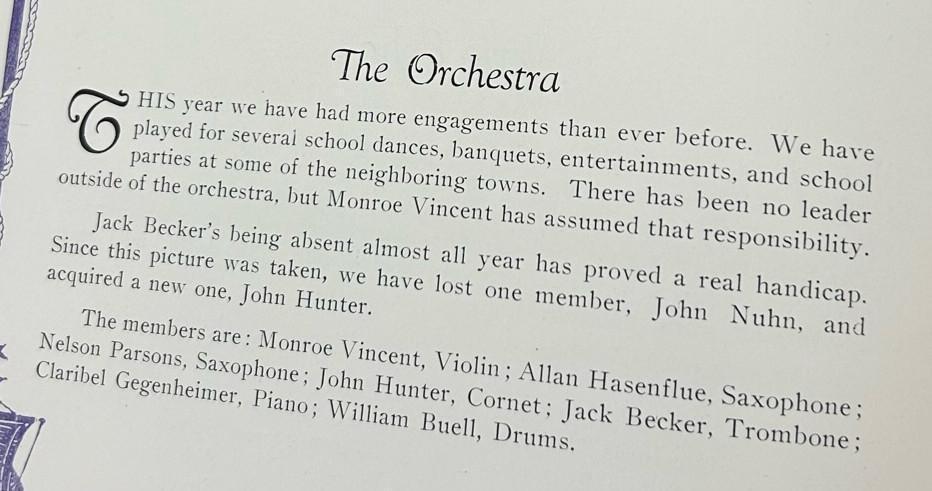 The Orchestra
THIS year we have had more engagements than ever before. We have
played for several school dances, banquets, entertainments, and school
parties at some of the neighboring towns. There has been no leader
outside of the orchestra, but Monroe Vincent has assumed that responsibility.
Jack Becker's being absent almost all year has proved a real handicap.
Since this picture was taken, we have lost one member, John Nuhn, and
acquired a new one, John Hunter.
The members are: Monroe Vincent, Violin; Allan Hasenflue, Saxophone;
Nelson Parsons, Saxophone; John Hunter, Cornet; Jack Becker, Trombone;
Claribel Gegenheimer, Piano; William Buell, Drums.